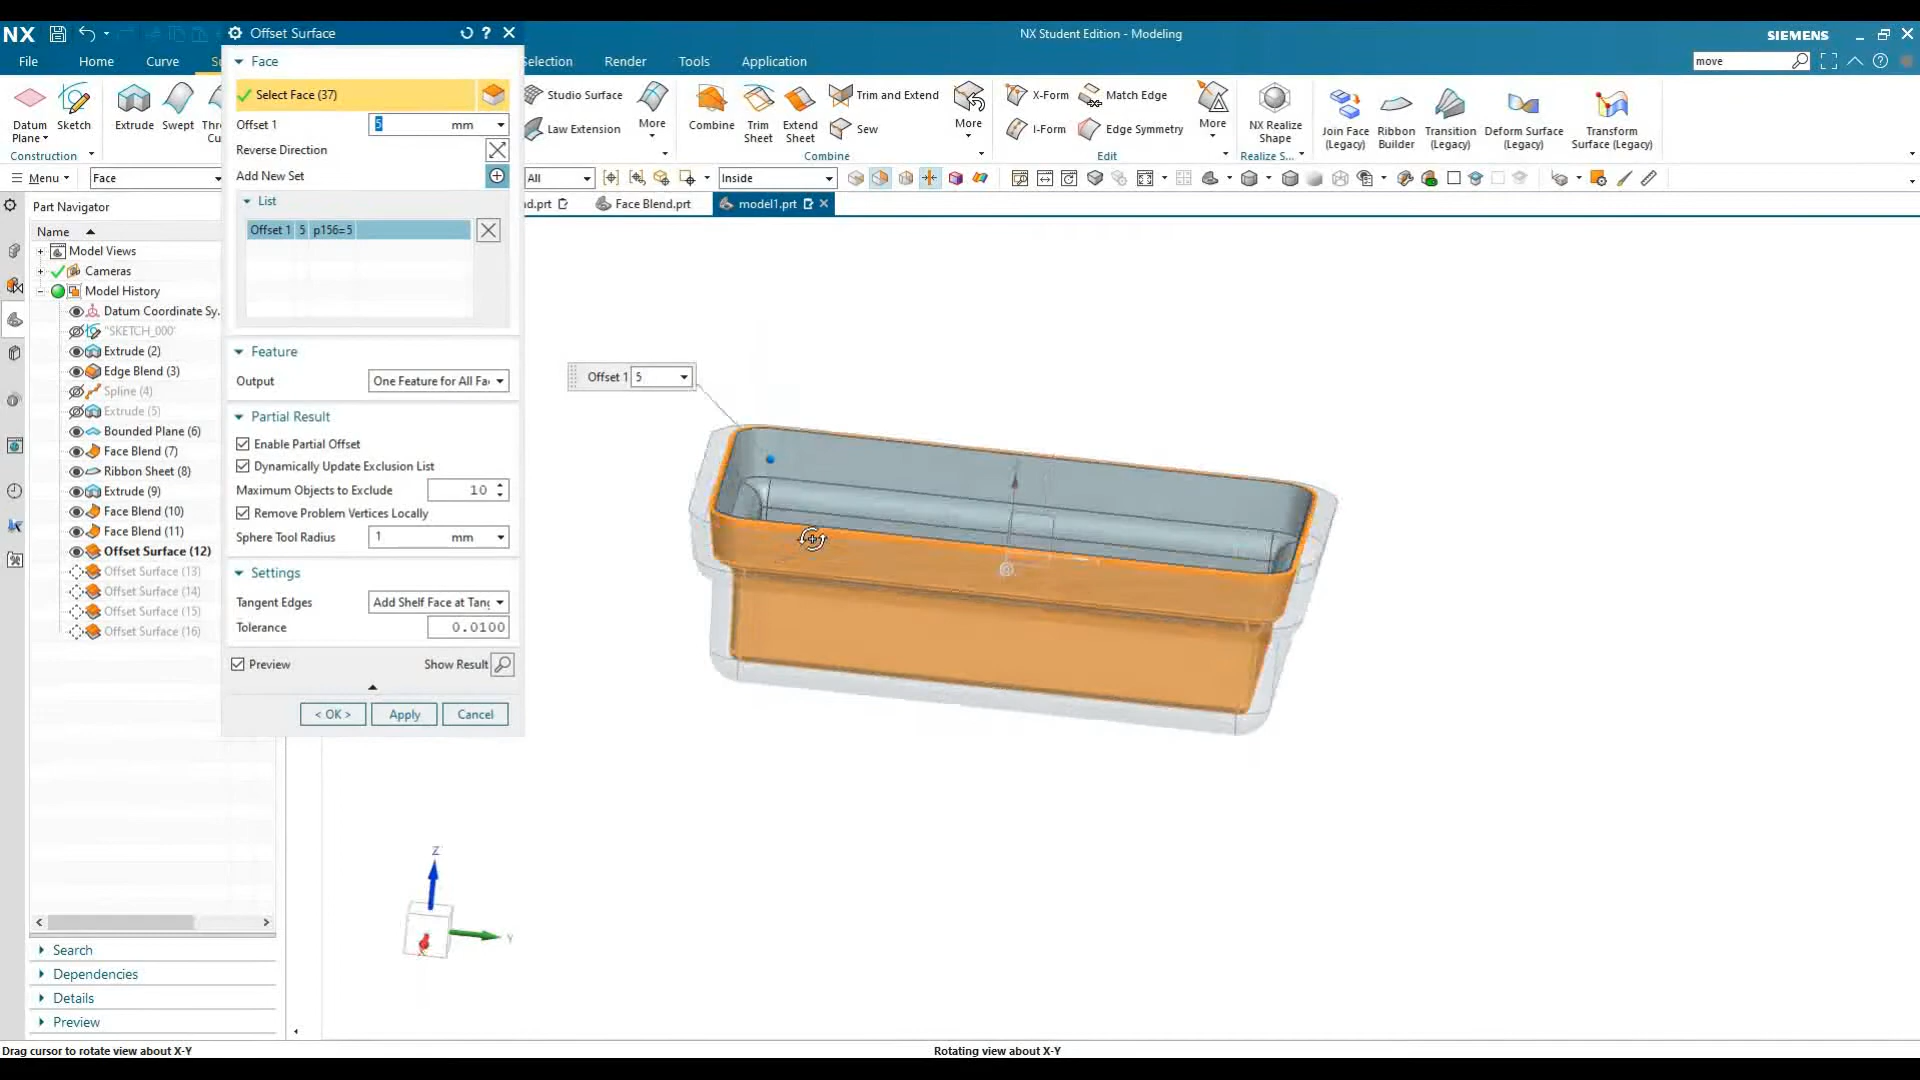 NX
Offset Surface
NX Student Edition - Modeling
SIEMENS
File
Home
Curve
Selection
Render
Tools
Application
move
Face
Select Face (37)
Offset 1
5
mm
Reverse Direction
Add New Set
List
Offset 1 5 p156=5
Feature
Output
One Feature for All Fa
Partial Result
Enable Partial Offset
Dynamically Update Exclusion List
Maximum Objects to Exclude
10
Remove Problem Vertices Locally
Sphere Tool Radius
1
mm
Settings
Tangent Edges
Add Shelf Face at Tang
Tolerance
0.0100
Preview
Show Result
< OK >
Apply
Cancel
Datum Plane
Sketch
Construction
Extrude
Swept
Studio Surface
Law Extension
More
Combine
Trim Sheet
Extend Sheet
Trim and Extend
Sew
More
Combine
X-Form
I-Form
Match Edge
Edge Symmetry
More
Edit
NX Realize Shape
Realize S...
Join Face (Legacy)
Ribbon Builder
Transition (Legacy)
Deform Surface (Legacy)
Transform Surface (Legacy)
Menu
Face
All
Inside
d.prt
Face Blend.prt
model1.prt
Part Navigator
Name
Model Views
Cameras
Model History
Datum Coordinate Sy.
"SKETCH_000"
Extrude (2)
Edge Blend (3)
Spline (4)
Extrude (5)
Bounded Plane (6)
Face Blend (7)
Ribbon Sheet (8)
Extrude (9)
Face Blend (10)
Face Blend (11)
Offset Surface (12)
Offset Surface (13)
Offset Surface (14)
Offset Surface (15)
Offset Surface (16)
Search
Dependencies
Details
Preview
Offset 1 5
Z
Y
Drag cursor to rotate view about X-Y
Rotating view about X-Y